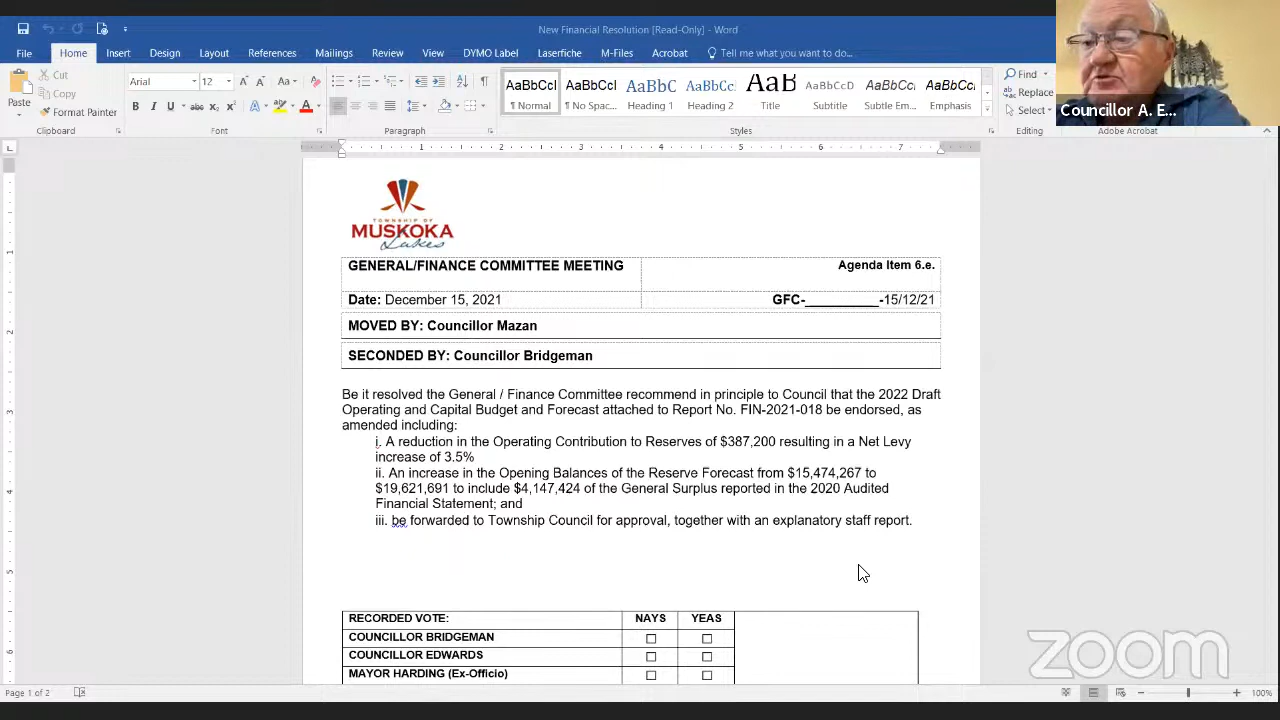 New Financial Resolution [Read-Only] - Word
File Home Insert Design Layout References Mailings Review View DYMO Label Laserfiche M-Files Acrobat Tell me what you want to do...
Paste
Cut
Copy
Format Painter
Clipboard
Arial 12
Font
Paragraph
AaBbCcI AaBbCcI AaBbC AaBbCc AaB AaBbCcD AaBbCc AaBbCc
¶ Normal ¶ No Spac... Heading 1 Heading 2 Title Subtitle Subtle Em... Emphasis
Styles
Find
Replace
Select
Editing
Adobe Acrobat
Councillor A. E...
TOWNSHIP OF
MUSKOKA
Lakes
GENERAL/FINANCE COMMITTEE MEETING Agenda Item 6.e.
Date: December 15, 2021 GFC-__________-15/12/21
MOVED BY: Councillor Mazan
SECONDED BY: Councillor Bridgeman
Be it resolved the General / Finance Committee recommend in principle to Council that the 2022 Draft
Operating and Capital Budget and Forecast attached to Report No. FIN-2021-018 be endorsed, as
amended including:
i. A reduction in the Operating Contribution to Reserves of $387,200 resulting in a Net Levy
increase of 3.5%
ii. An increase in the Opening Balances of the Reserve Forecast from $15,474,267 to
$19,621,691 to include $4,147,424 of the General Surplus reported in the 2020 Audited
Financial Statement; and
iii. be forwarded to Township Council for approval, together with an explanatory staff report.
RECORDED VOTE: NAYS YEAS
COUNCILLOR BRIDGEMAN ☐ ☐
COUNCILLOR EDWARDS ☐ ☐
MAYOR HARDING (Ex-Officio) ☐ ☐
zoom
Page 1 of 2
100%